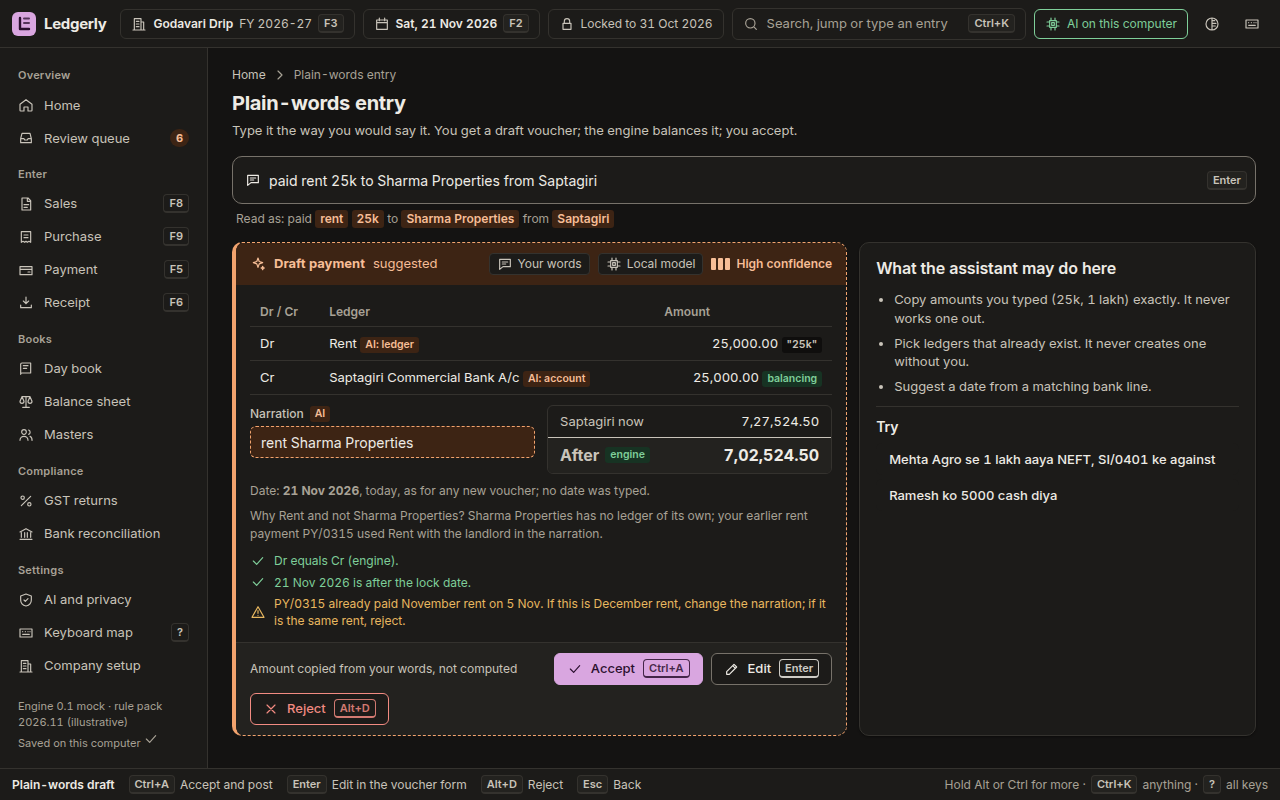 Ledgerly
Godavari Drip FY 2026-27 F3
Sat, 21 Nov 2026 F2
Locked to 31 Oct 2026
Search, jump or type an entry Ctrl+K
AI on this computer
Overview
Home
Review queue 6
Enter
Sales F8
Purchase F9
Payment F5
Receipt F6
Books
Day book
Balance sheet
Masters
Compliance
GST returns
Bank reconciliation
Settings
AI and privacy
Keyboard map ?
Company setup
Engine 0.1 mock · rule pack
2026.11 (illustrative)
Saved on this computer
Home > Plain-words entry
Plain-words entry
Type it the way you would say it. You get a draft voucher; the engine balances it; you accept.
paid rent 25k to Sharma Properties from Saptagiri Enter
Read as: paid rent 25k to Sharma Properties from Saptagiri
Draft payment suggested Your words Local model High confidence
Dr / Cr Ledger Amount
Dr Rent AI: ledger 25,000.00 "25k"
Cr Saptagiri Commercial Bank A/c AI: account 25,000.00 balancing
Narration AI
rent Sharma Properties
Saptagiri now 7,27,524.50
After engine 7,02,524.50
Date: 21 Nov 2026, today, as for any new voucher; no date was typed.
Why Rent and not Sharma Properties? Sharma Properties has no ledger of its own; your earlier rent
payment PY/0315 used Rent with the landlord in the narration.
Dr equals Cr (engine).
21 Nov 2026 is after the lock date.
PY/0315 already paid November rent on 5 Nov. If this is December rent, change the narration; if it
is the same rent, reject.
Amount copied from your words, not computed
Accept Ctrl+A
Edit Enter
Reject Alt+D
What the assistant may do here
• Copy amounts you typed (25k, 1 lakh) exactly. It never
works one out.
• Pick ledgers that already exist. It never creates one
without you.
• Suggest a date from a matching bank line.
Try
Mehta Agro se 1 lakh aaya NEFT, SI/0401 ke against
Ramesh ko 5000 cash diya
Plain-words draft Ctrl+A Accept and post Enter Edit in the voucher form Alt+D Reject Esc Back
Hold Alt or Ctrl for more · Ctrl+K anything · ? all keys